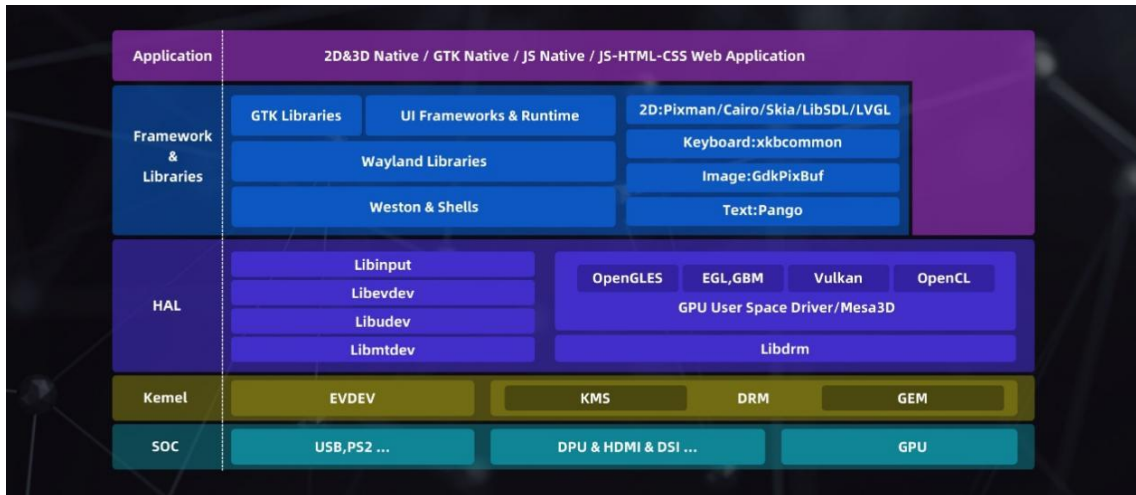 Application
2D&3D Native / GTK Native / JS Native / JS-HTML-CSS Web Application
Framework
&
Libraries
GTK Libraries
UI Frameworks & Runtime
Wayland Libraries
Weston & Shells
2D:Pixman/Cairo/Skia/LibSDL/LVGL
Keyboard:xkbcommon
Image:GdkPixBuf
Text:Pango
HAL
Libinput
Libevdev
Libudev
Libmtdev
OpenGLES
EGL,GBM
Vulkan
OpenCL
GPU User Space Driver/Mesa3D
Libdrm
Kemel
EVDEV
KMS
DRM
GEM
SOC
USB,PS2 ...
DPU & HDMI & DSI ...
GPU